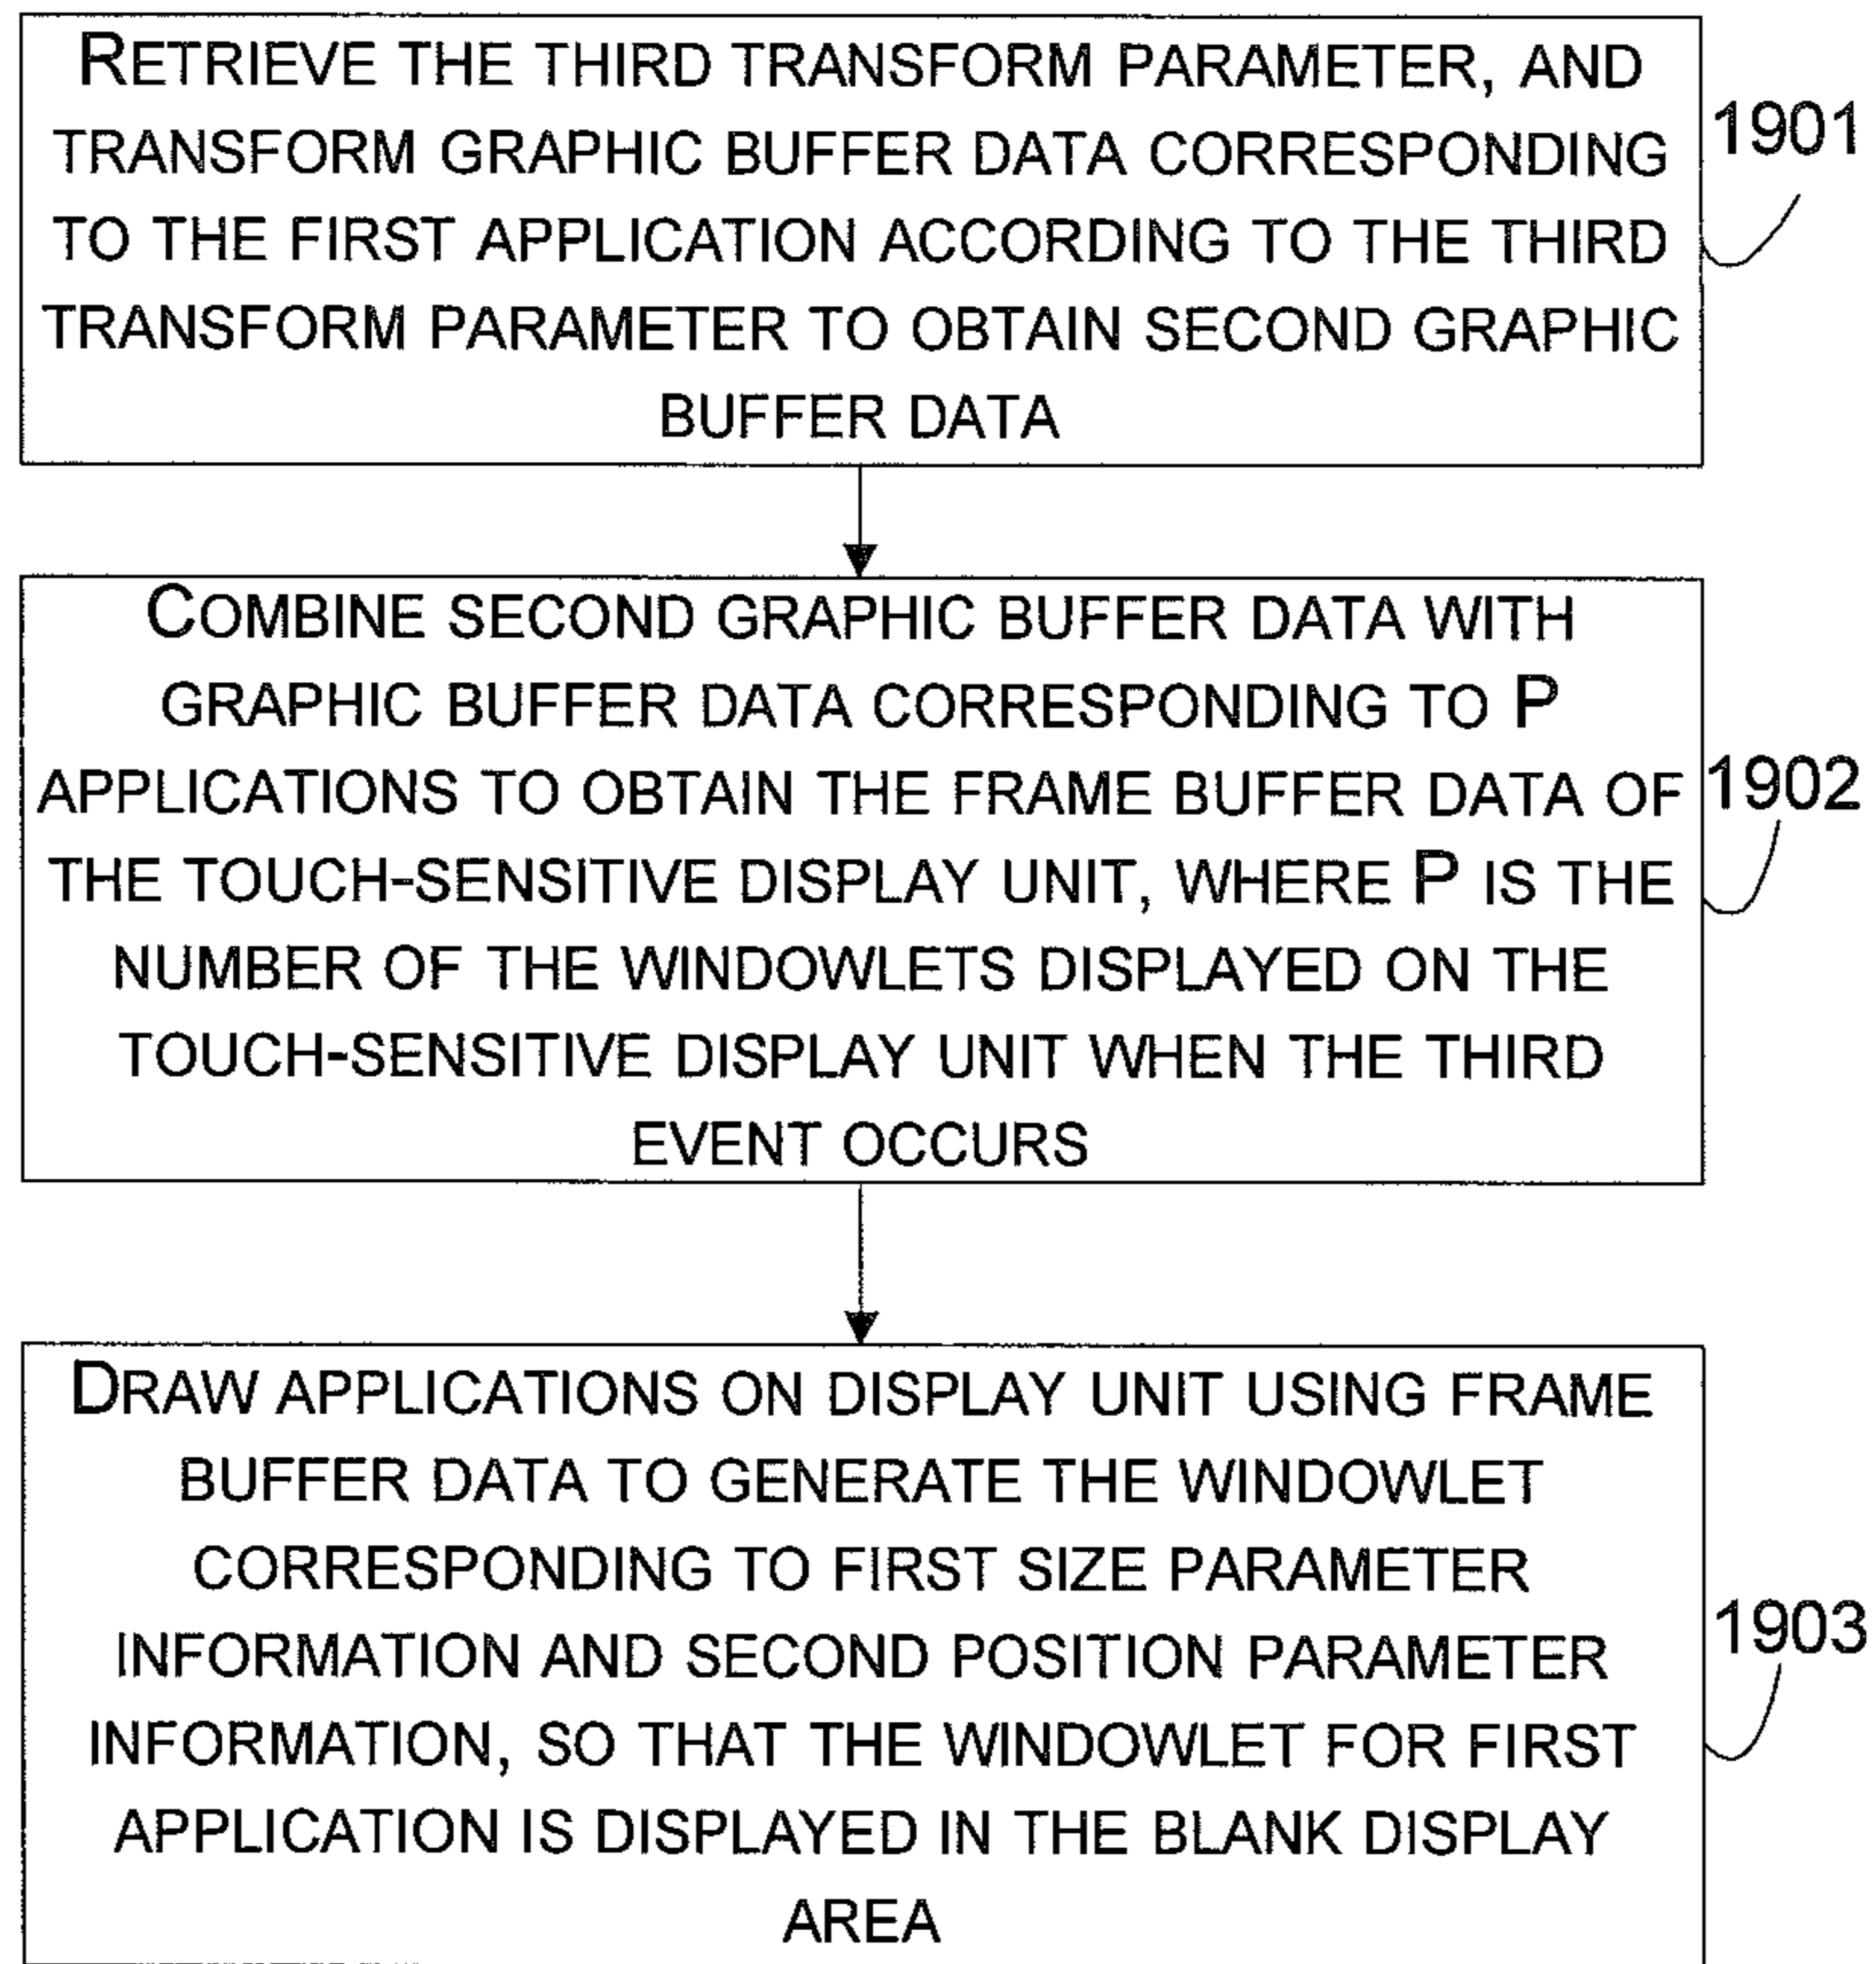 RETRIEVE THE THIRD TRANSFORM PARAMETER, AND
TRANSFORM GRAPHIC BUFFER DATA CORRESPONDING
TO THE FIRST APPLICATION ACCORDING TO THE THIRD
TRANSFORM PARAMETER TO OBTAIN SECOND GRAPHIC
BUFFER DATA
1901
COMBINE SECOND GRAPHIC BUFFER DATA WITH
GRAPHIC BUFFER DATA CORRESPONDING TO P
APPLICATIONS TO OBTAIN THE FRAME BUFFER DATA OF
THE TOUCH-SENSITIVE DISPLAY UNIT, WHERE P IS THE
NUMBER OF THE WINDOWLETS DISPLAYED ON THE
TOUCH-SENSITIVE DISPLAY UNIT WHEN THE THIRD
EVENT OCCURS
1902
DRAW APPLICATIONS ON DISPLAY UNIT USING FRAME
BUFFER DATA TO GENERATE THE WINDOWLET
CORRESPONDING TO FIRST SIZE PARAMETER
INFORMATION AND SECOND POSITION PARAMETER
INFORMATION, SO THAT THE WINDOWLET FOR FIRST
APPLICATION IS DISPLAYED IN THE BLANK DISPLAY
AREA
1903